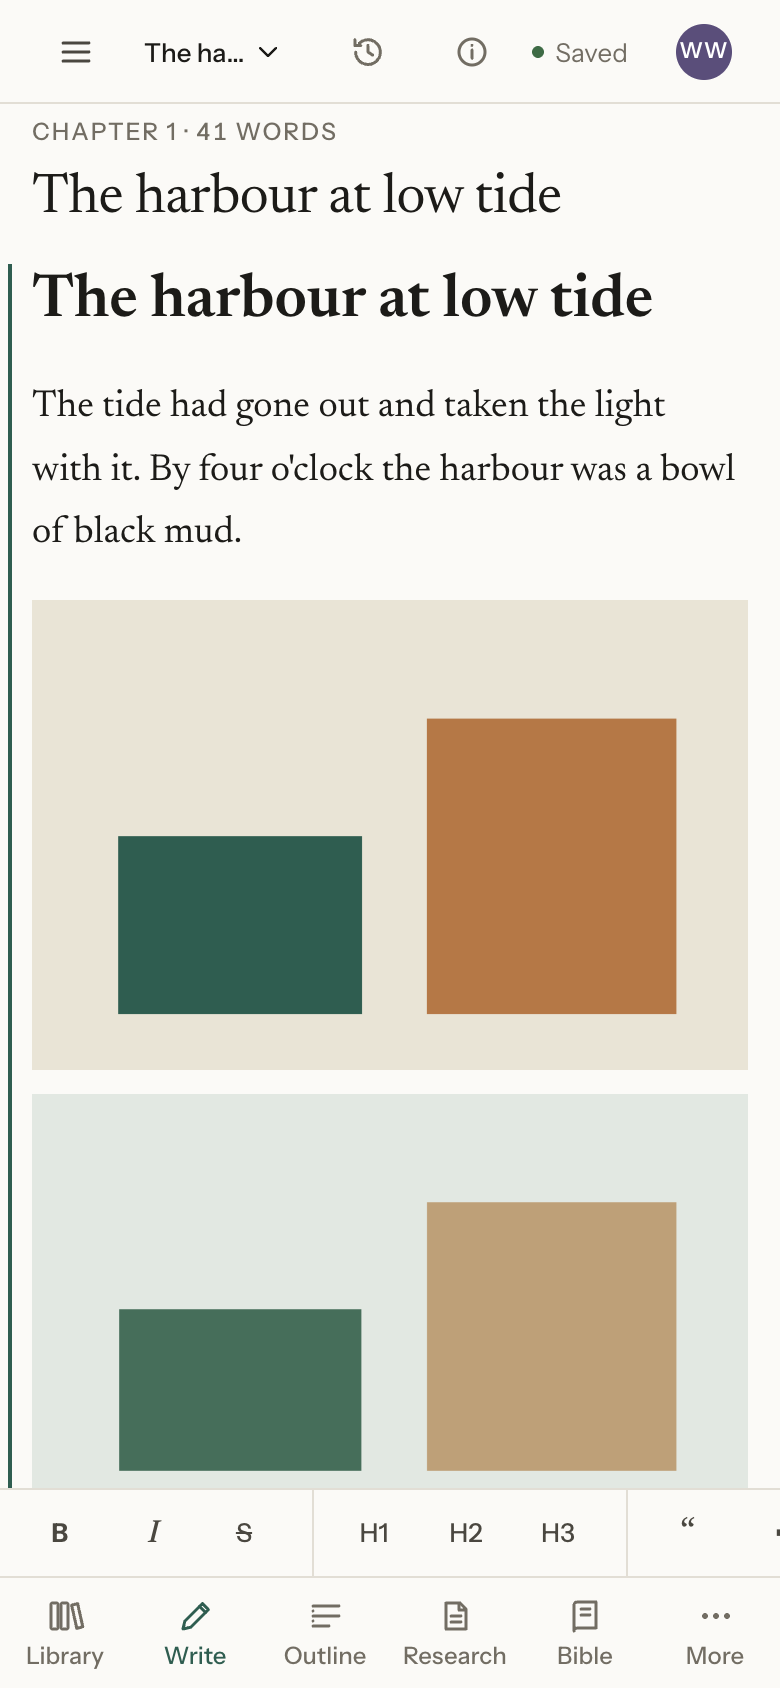 The ha...
Saved
WW
CHAPTER 1 · 41 WORDS
The harbour at low tide
The harbour at low tide
The tide had gone out and taken the light
with it. By four o'clock the harbour was a bowl
of black mud.
B I S H1 H2 H3 “
Library Write Outline Research Bible More